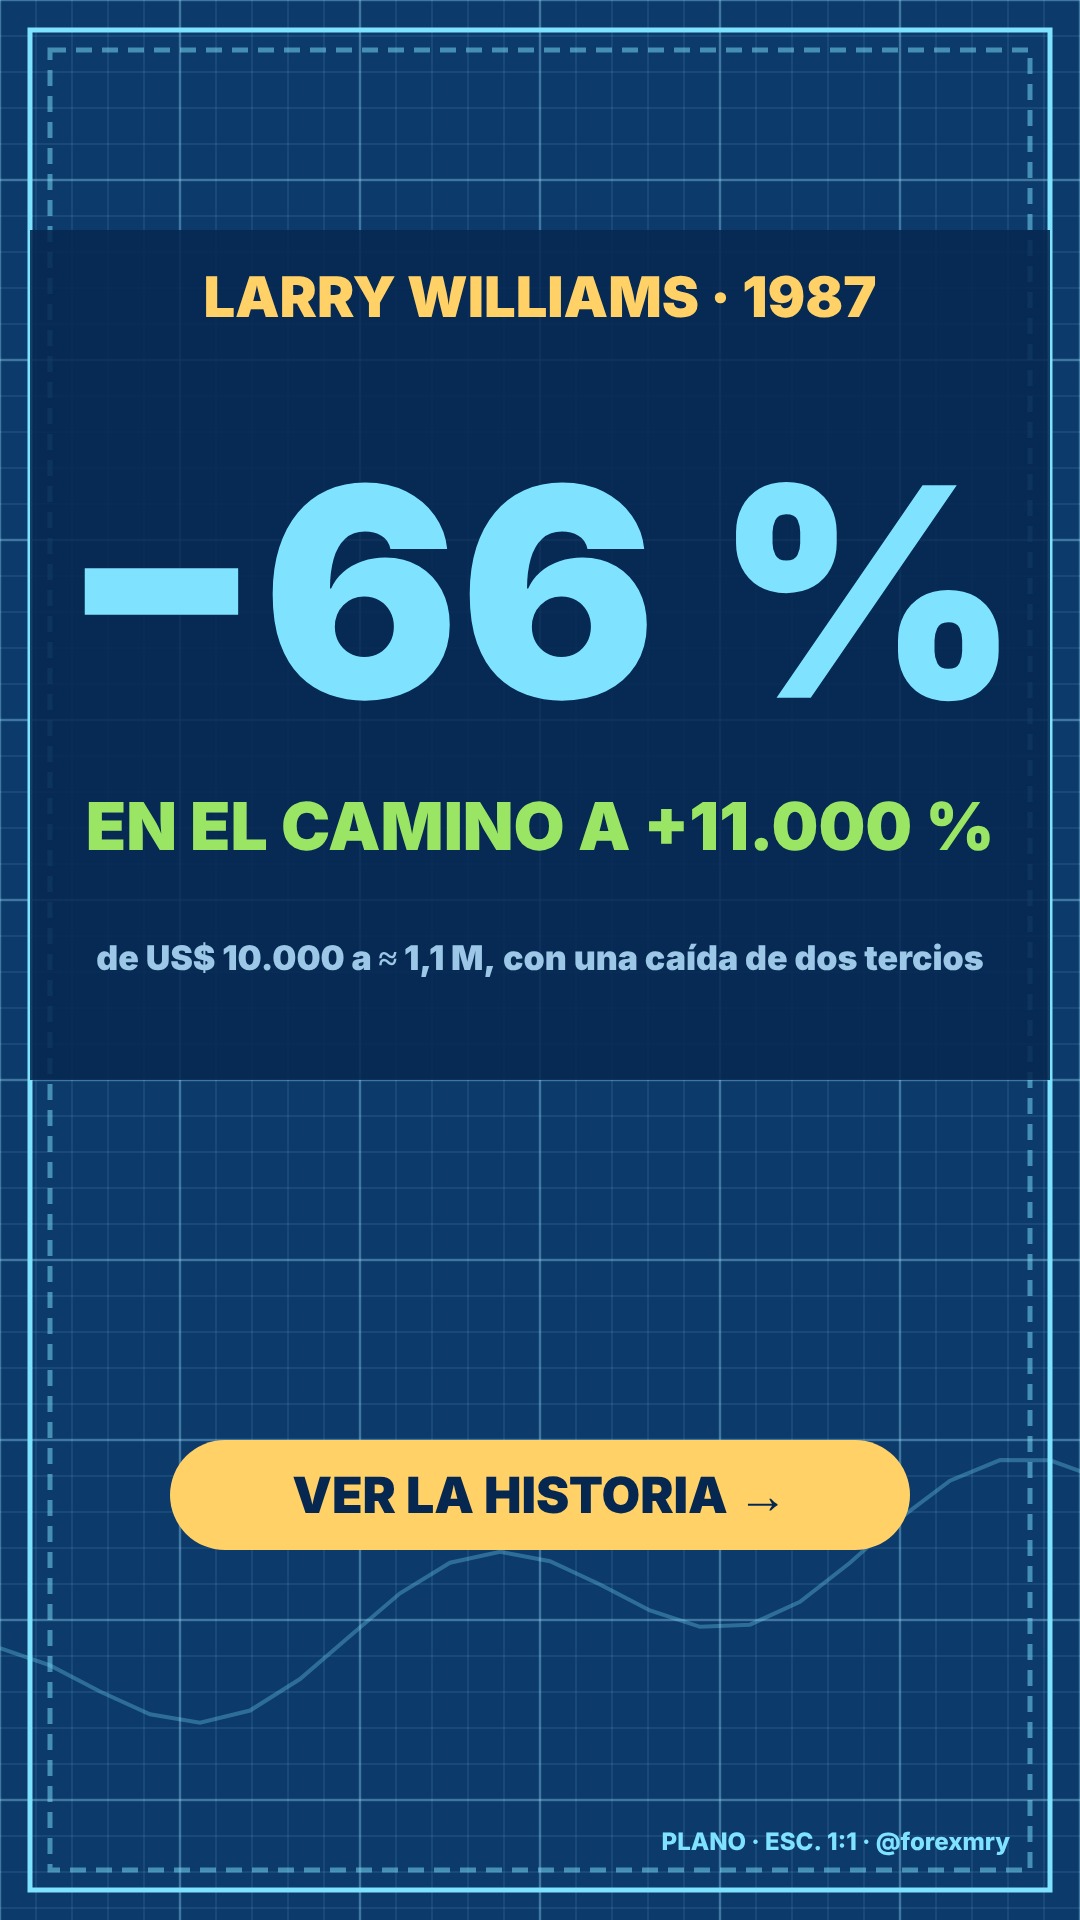 LARRY WILLIAMS · 1987
−66 %
EN EL CAMINO A +11.000 %
de US$ 10.000 a ≈ 1,1 M, con una caída de dos tercios
VER LA HISTORIA →
PLANO · ESC. 1:1 · @forexmry